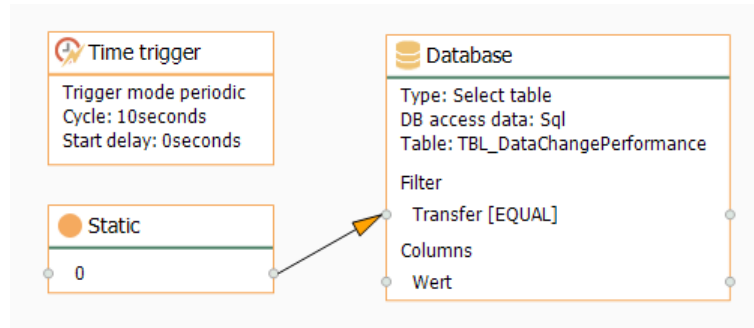 Time trigger
Trigger mode periodic
Cycle: 10seconds
Start delay: 0seconds
Static
0
Database
Type: Select table
DB access data: Sql
Table: TBL_DataChangePerformance
Filter
Transfer [EQUAL]
Columns
Wert